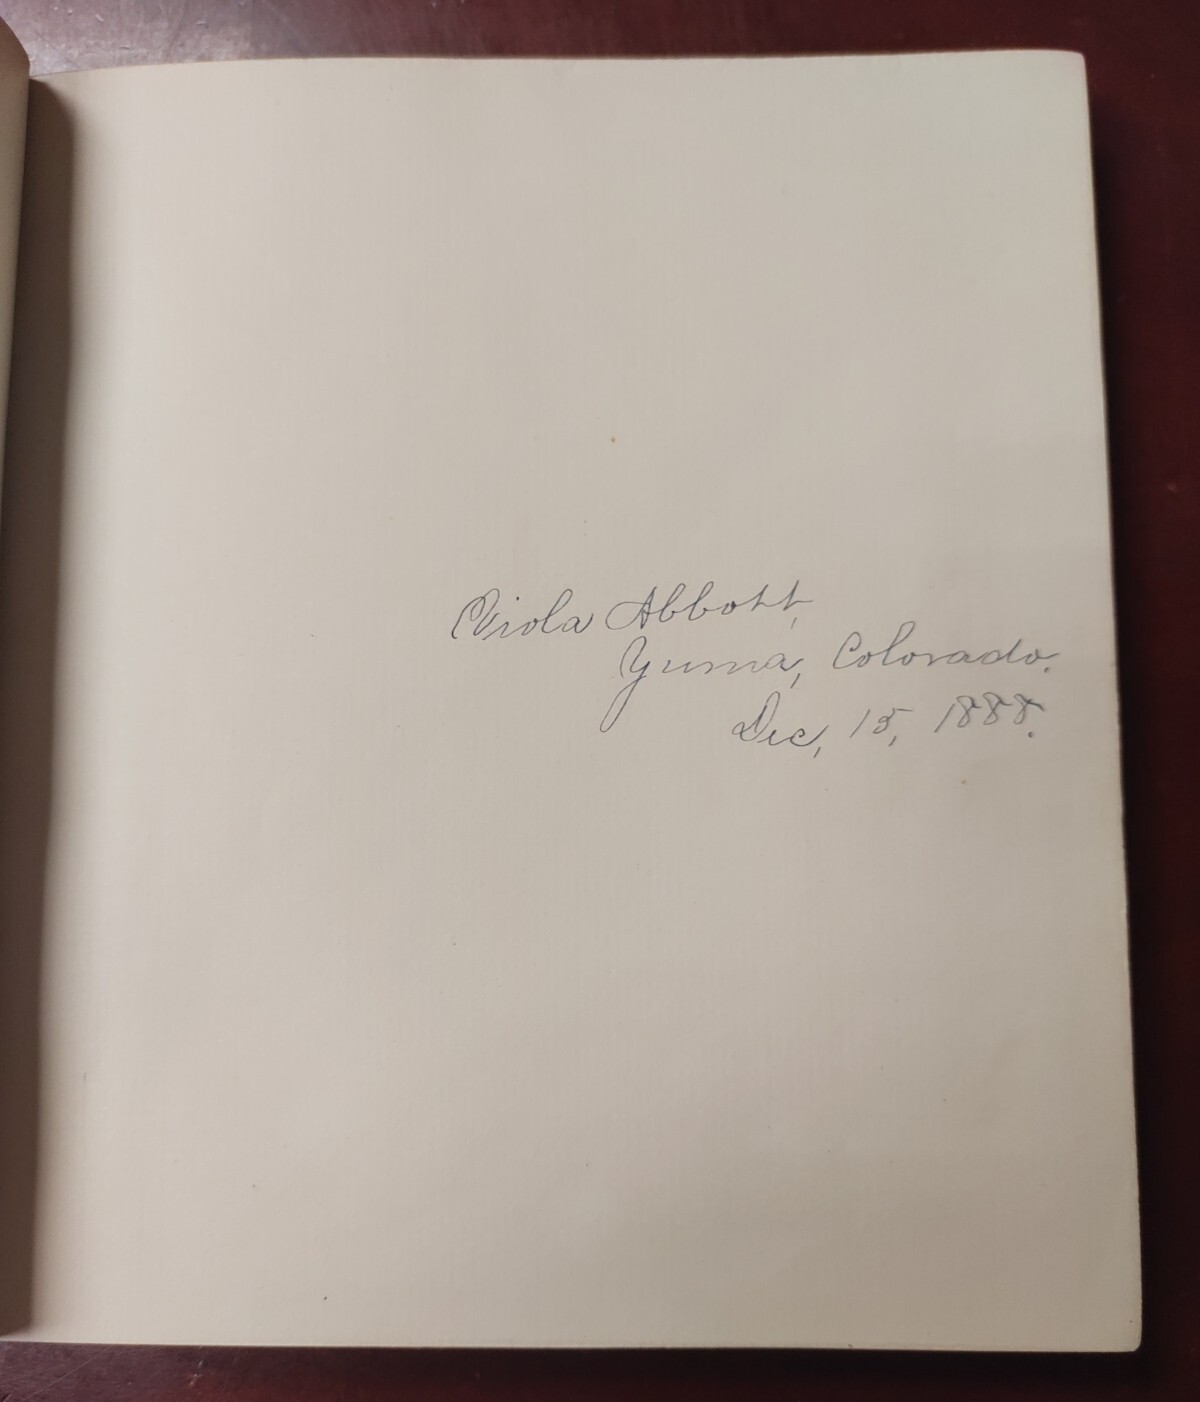 Viola Abbott,
Yuma, Colorado.
Dec, 15, 1888.